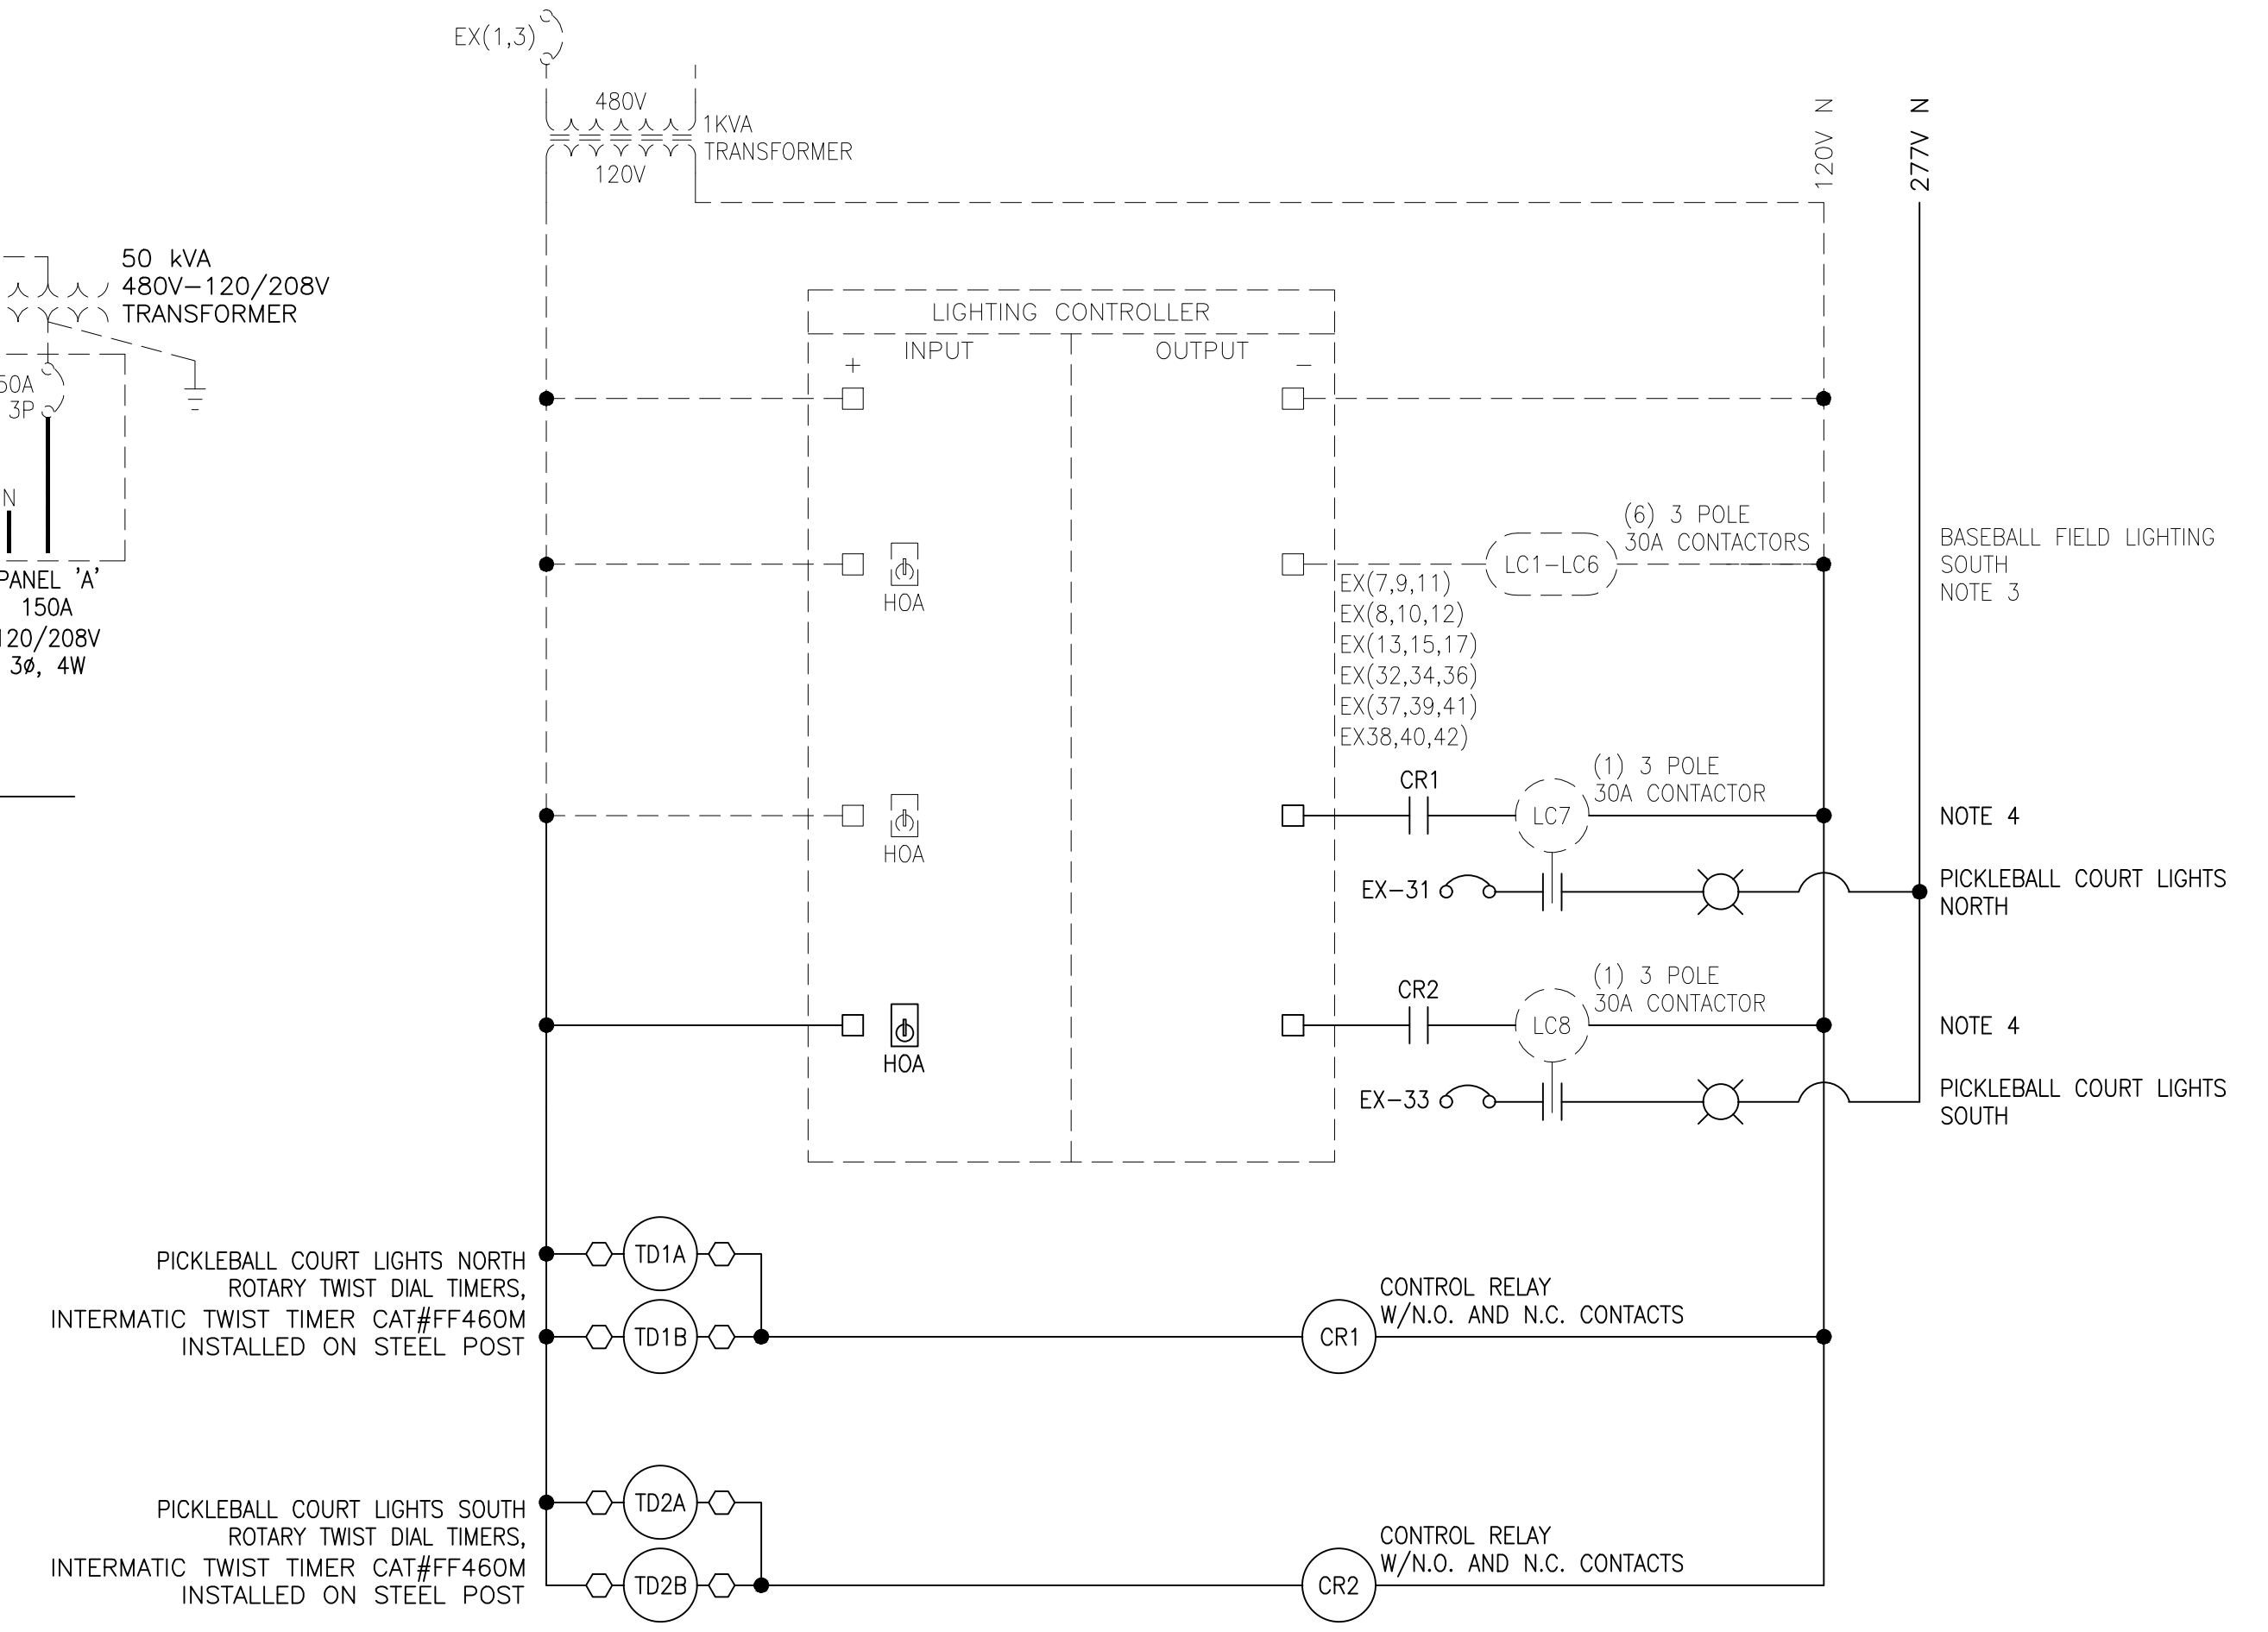 EX(1,3)
480V
1KVA
TRANSFORMER
120V
120V N
277V N
50 kVA
480V-120/208V
TRANSFORMER
3P
N
PANEL 'A'
150A
120/208V
3ø, 4W
LIGHTING CONTROLLER
INPUT
OUTPUT
+
-
HOA
(6) 3 POLE
30A CONTACTORS
LC1-LC6
EX(7,9,11)
EX(8,10,12)
EX(13,15,17)
EX(32,34,36)
EX(37,39,41)
EX38,40,42)
BASEBALL FIELD LIGHTING
SOUTH
NOTE 3
HOA
CR1
(1) 3 POLE
30A CONTACTOR
LC7
NOTE 4
EX-31
PICKLEBALL COURT LIGHTS
NORTH
HOA
CR2
(1) 3 POLE
30A CONTACTOR
LC8
NOTE 4
EX-33
PICKLEBALL COURT LIGHTS
SOUTH
PICKLEBALL COURT LIGHTS NORTH
ROTARY TWIST DIAL TIMERS,
INTERMATIC TWIST TIMER CAT#FF460M
INSTALLED ON STEEL POST
TD1A
TD1B
CONTROL RELAY
W/N.O. AND N.C. CONTACTS
CR1
PICKLEBALL COURT LIGHTS SOUTH
ROTARY TWIST DIAL TIMERS,
INTERMATIC TWIST TIMER CAT#FF460M
INSTALLED ON STEEL POST
TD2A
TD2B
CONTROL RELAY
W/N.O. AND N.C. CONTACTS
CR2